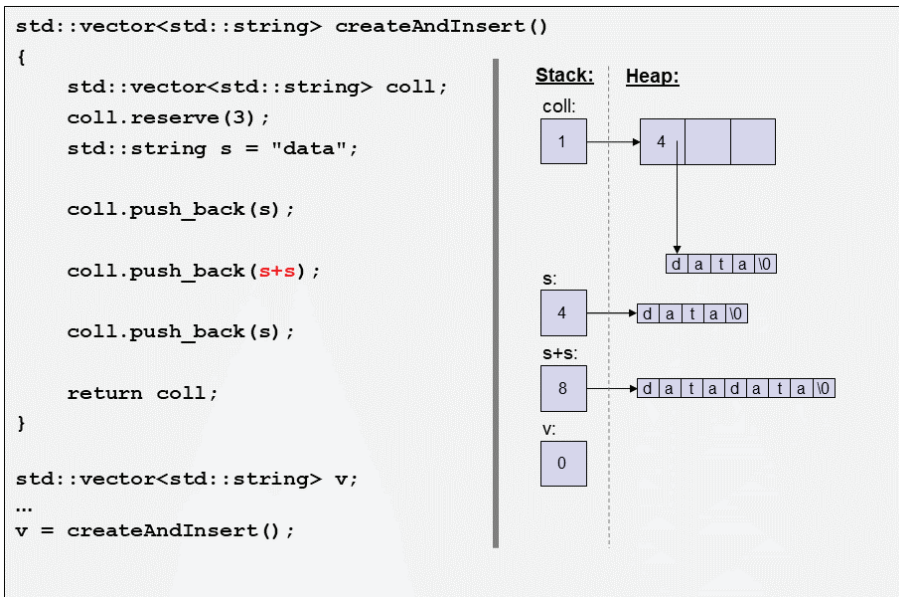 std::vector<std::string> createAndInsert()
{
std::vector<std::string> coll;
coll.reserve(3);
std::string s = "data";
coll.push_back(s);
coll.push_back(s+s);
coll.push_back(s);
return coll;
}
std::vector<std::string> v;
...
v = createAndInsert();
Stack: Heap:
coll:
1 4
d a t a \0
s:
4 d a t a \0
s+s:
8 d a t a d a t a \0
v:
0